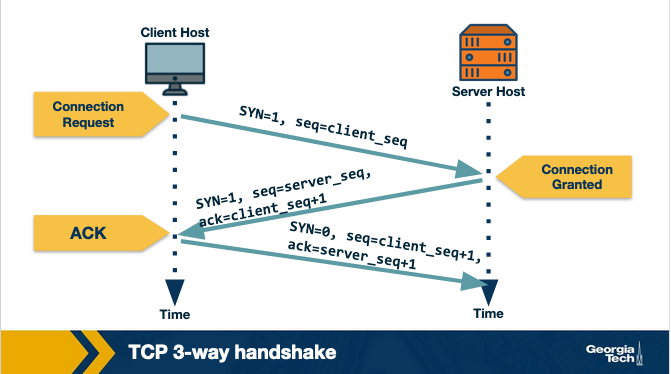 Client Host
Server Host
Connection
Request
SYN=1, seq=client_seq
Connection
Granted
SYN=1, seq=server_seq,
ack=client_seq+1
ACK
SYN=0, seq=client_seq+1,
ack=server_seq+1
Time
Time
TCP 3-way handshake
Georgia
Tech